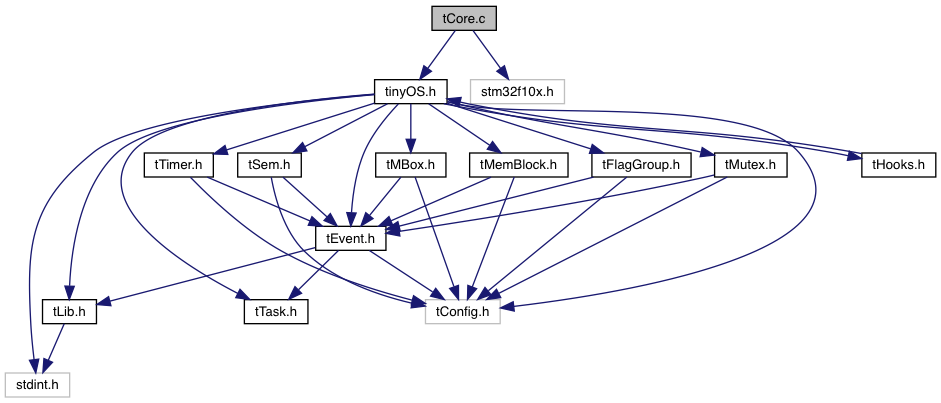 tCore.c
tinyOS.h
stm32f10x.h
tTimer.h
tSem.h
tMBox.h
tMemBlock.h
tFlagGroup.h
tMutex.h
tHooks.h
tEvent.h
tLib.h
tTask.h
tConfig.h
stdint.h